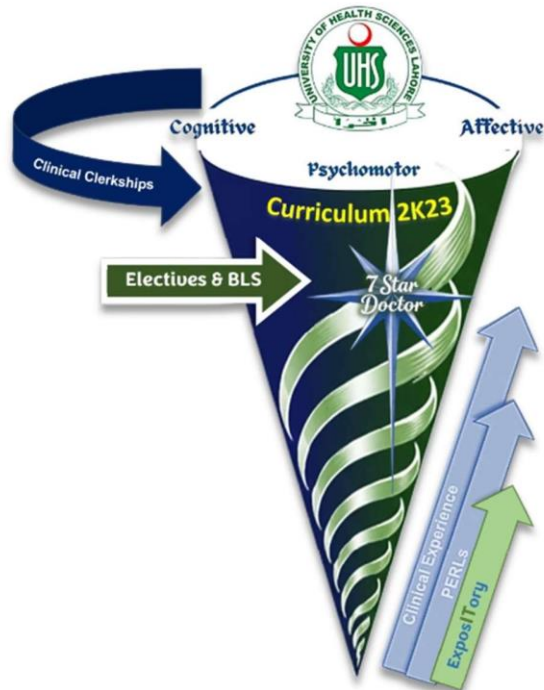 UNIVERSITY OF HEALTH SCIENCES LAHORE
UHS
Cognitive
Affective
Psychomotor
Clinical Clerkships
Curriculum 2K23
Electives & BLS
7 Star
Doctor
Clinical Experience
PERLs
ExposITory